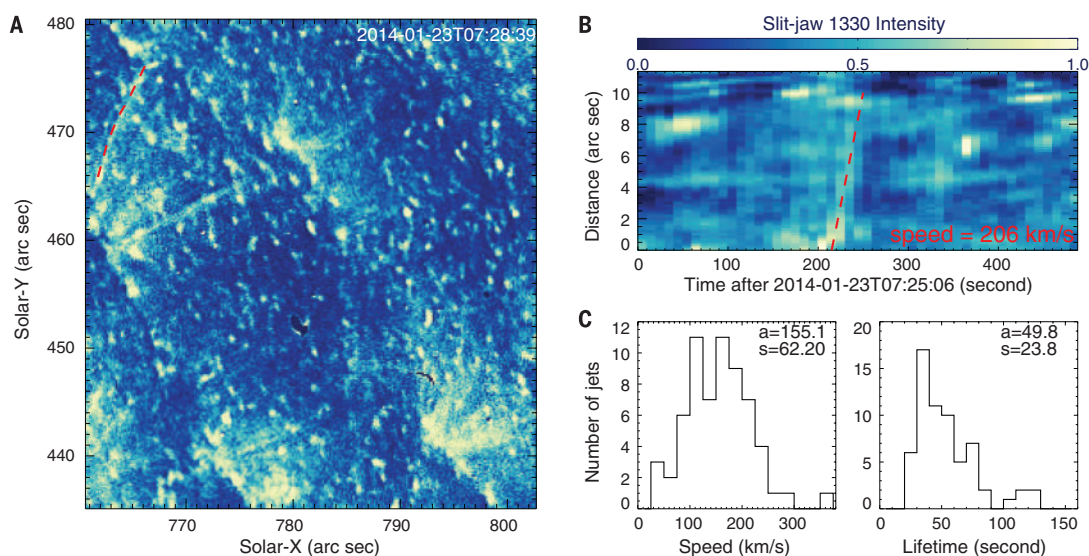 A
2014-01-23T07:28:39
480
470
460
450
440
Solar-Y (arc sec)
770
780
790
800
Solar-X (arc sec)
B
Slit-jaw 1330 Intensity
0.0
0.5
1.0
10
8
6
4
2
0
Distance (arc sec)
speed = 206 km/s
0
100
200
300
400
Time after 2014-01-23T07:25:06 (second)
C
12
10
8
6
4
2
0
Number of jets
a=155.1
s=62.20
0
100
200
300
Speed (km/s)
20
15
10
5
0
a=49.8
s=23.8
0
50
100
150
Lifetime (second)